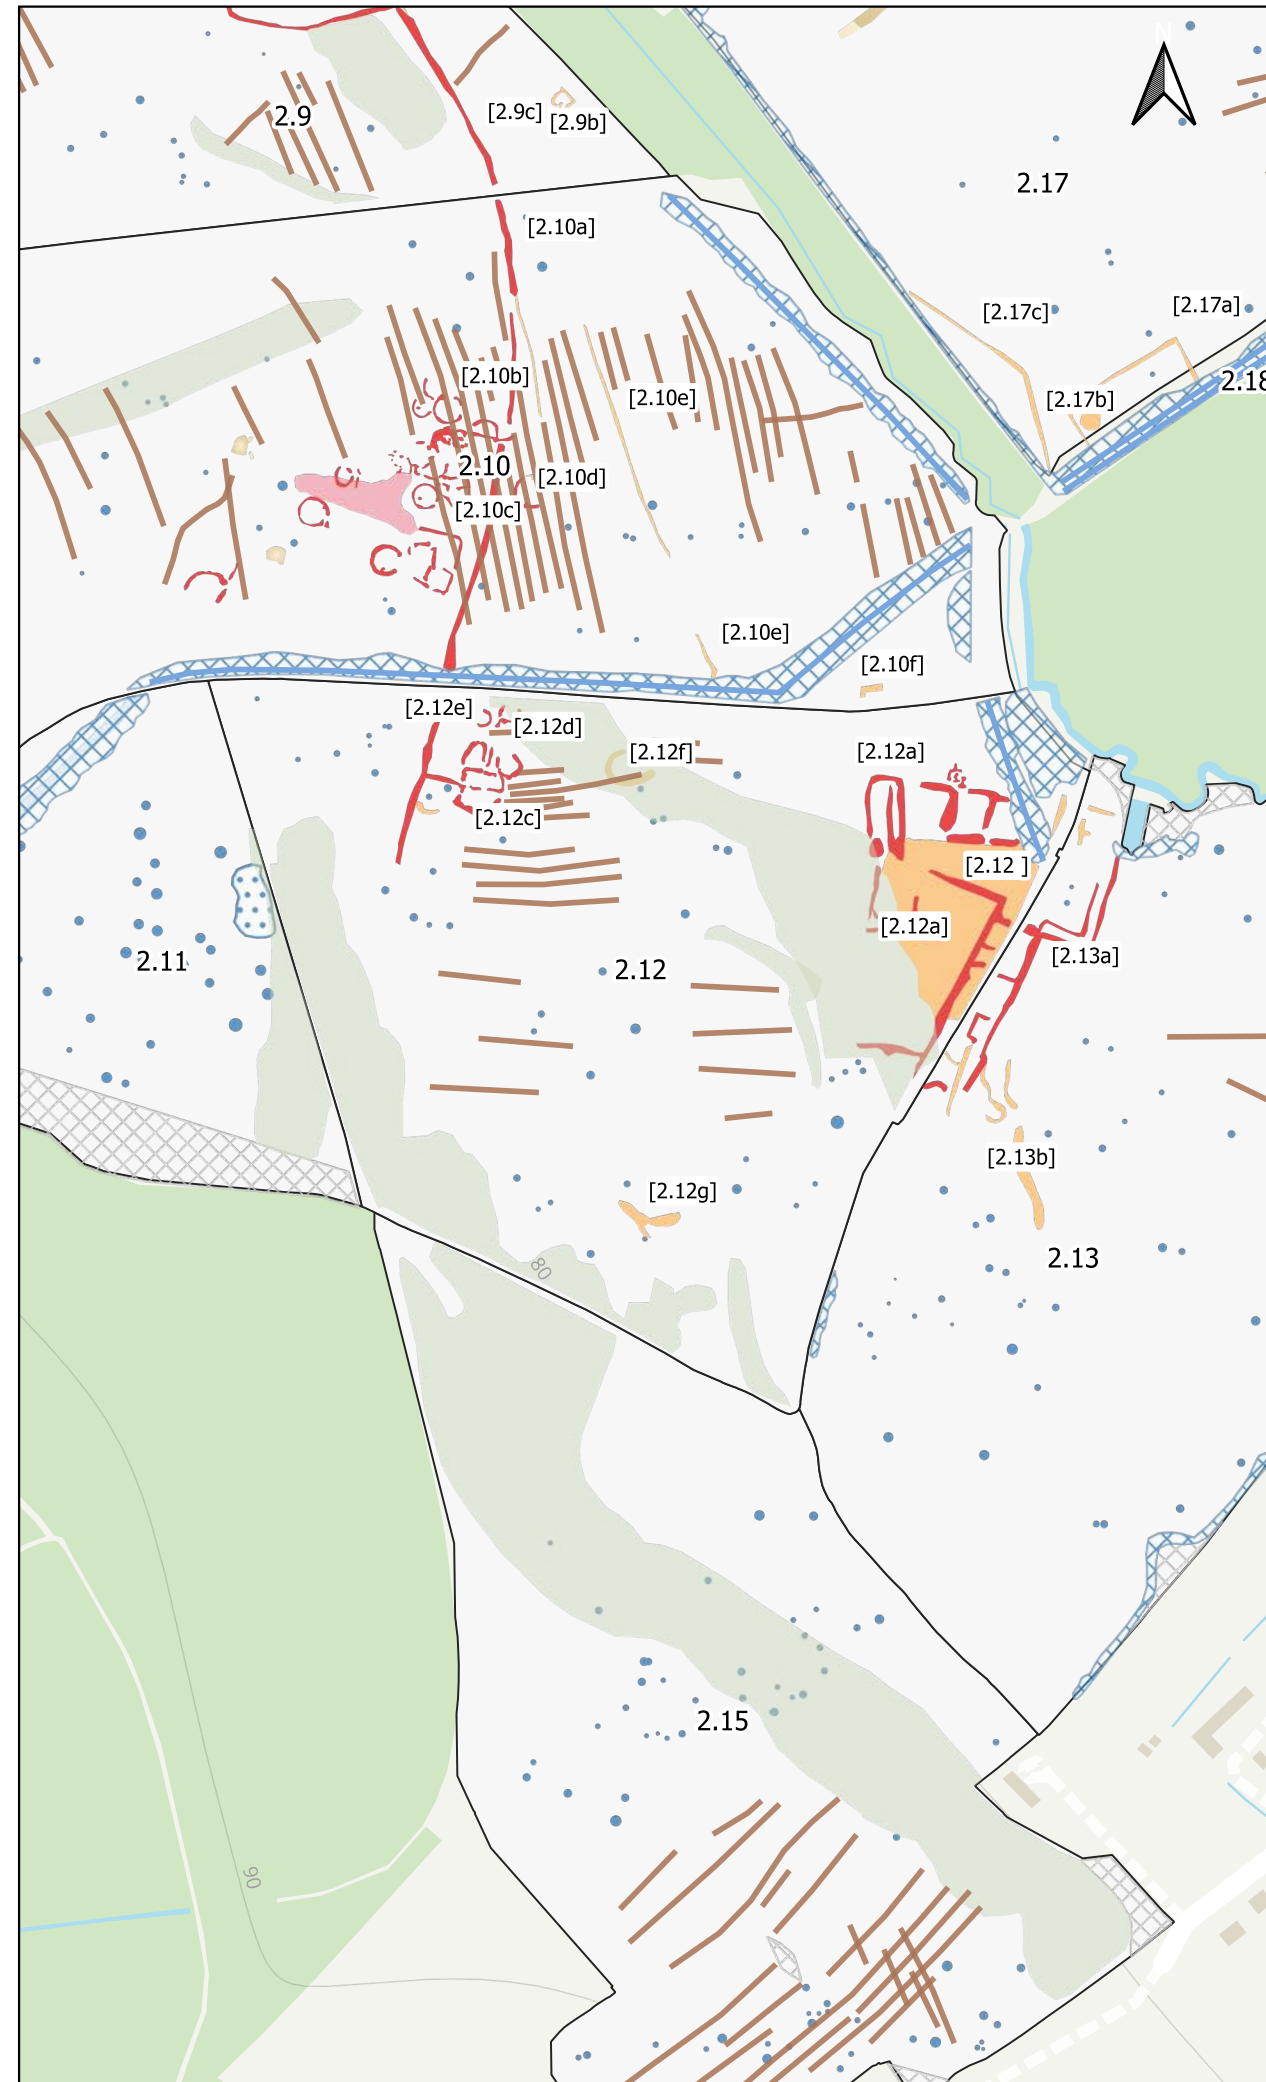 N
[2.9c]
2.9
[2.9b]
2.17
[2.10a]
[2.17a]
[2.17c]
[2.10b]
2.18
[2.10e]
[2.17b]
2.10
[2.10d]
[2.10c]
[2.10e]
[2.10f]
[2.12e]
[2.12d]
[2.12f]
[2.12a]
[2.12c]
[2.12 ]
[2.12a]
[2.13a]
2.11
2.12
[2.13b]
[2.12g]
2.13
80
2.15
90